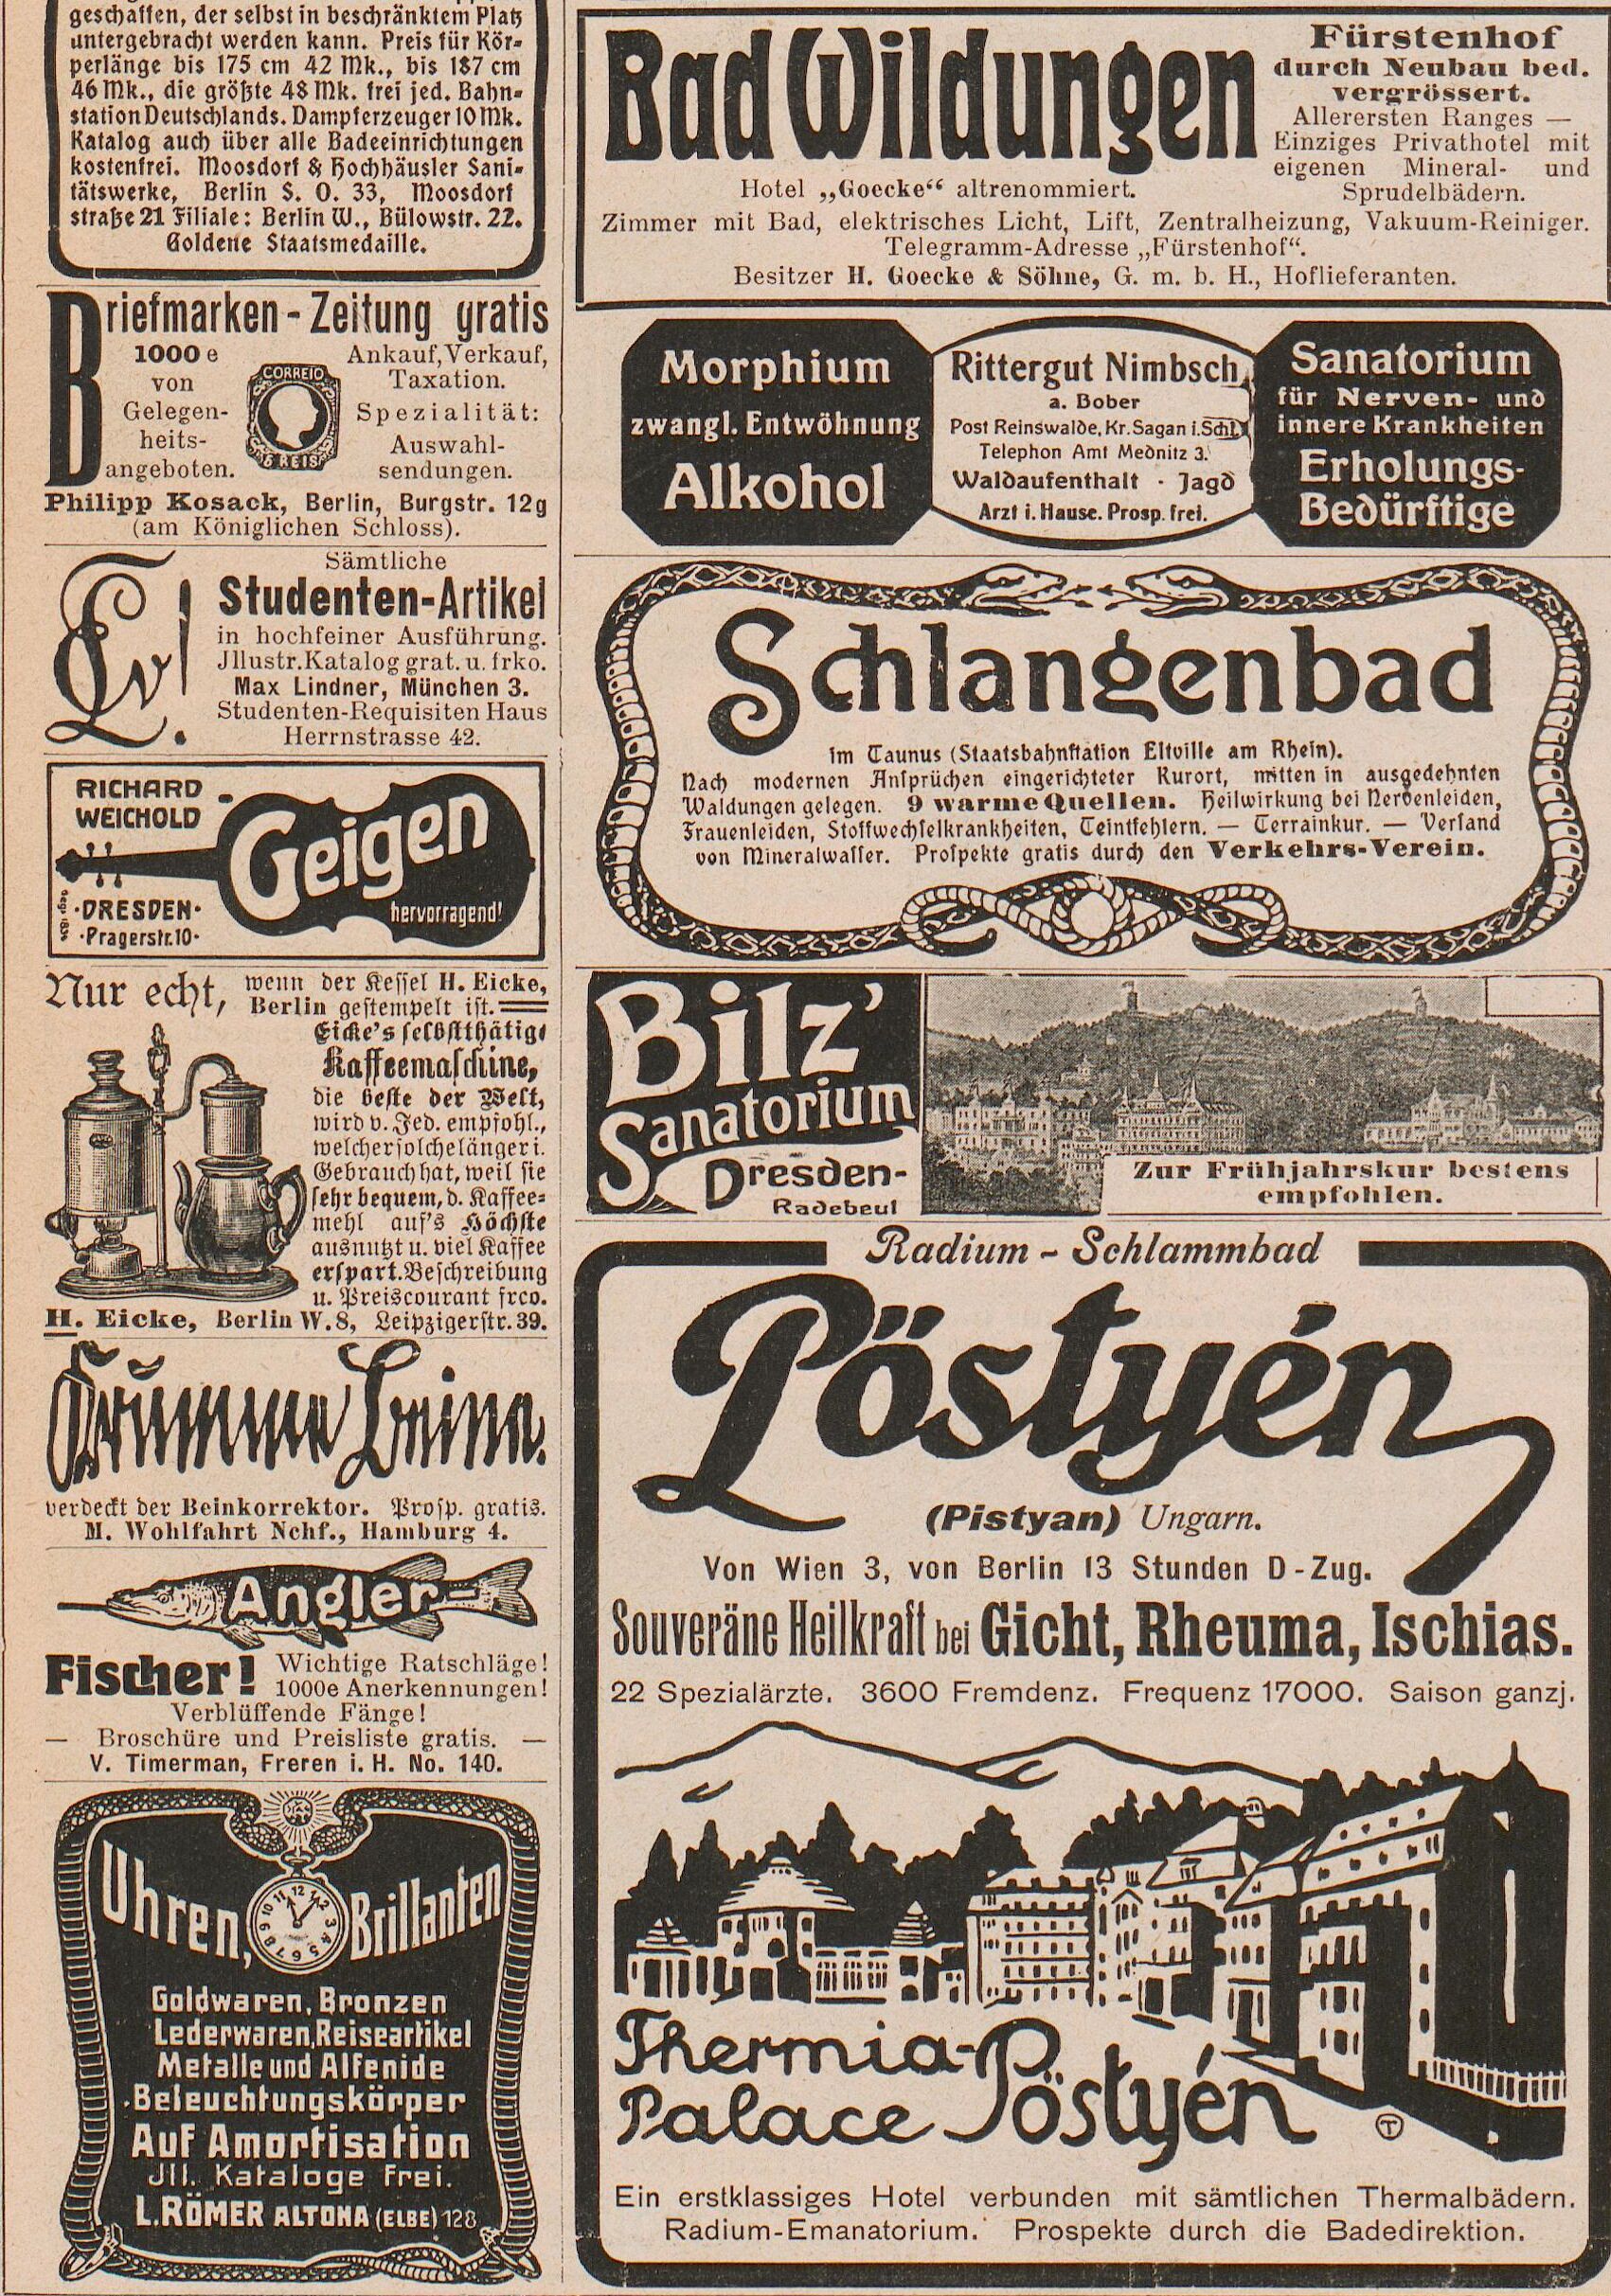 geschaffen, der selbst in beschränktem Platz
untergebracht werden kann. Preis für Kör-
perlänge bis 175 cm 42 Mk., bis 187 cm
46 Mk., die größte 48 Mk. frei jed. Bahn-
station Deutschlands. Dampferzeuger 10 Mk.
Katalog auch über alle Badeeinrichtungen
kostenfrei. Moosdorf & Hochhäusler Sani-
tätswerke, Berlin S. O. 33, Moosdorf
straße 21 Filiale: Berlin W., Bülowstr. 22.
Goldene Staatsmedaille.
Briefmarken-Zeitung gratis
1000 e
von
Gelegen-
heits-
angeboten.
CORREIO
5 REIS
Ankauf, Verkauf,
Taxation.
Spezialität:
Auswahl-
sendungen.
Philipp Kosack, Berlin, Burgstr. 12g
(am Königlichen Schloss).
Sämtliche
Studenten-Artikel
in hochfeiner Ausführung.
Jllustr. Katalog grat. u. frko.
Max Lindner, München 3.
Studenten-Requisiten Haus
Herrnstrasse 42.
RICHARD
WEICHOLD
Geigen
hervorragend!
·DRESDEN·
·Pragerstr. 10·
Gegr. 1834
Nur echt, wenn der Kessel H. Eicke,
Berlin gestempelt ist.
Eicke's selbstthätige
Kaffeemaschine,
die beste der Welt,
wird v. Jed. empfohl.,
welcher solche länger i.
Gebrauch hat, weil sie
sehr bequem, d. Kaffee-
mehl auf's Höchste
ausnutzt u. viel Kaffee
erspart. Beschreibung
u. Preiscourant frco.
H. Eicke, Berlin W. 8, Leipzigerstr. 39.
Krumme Beine
verdeckt der Beinkorrektor. Prosp. gratis.
M. Wohlfahrt Nchf., Hamburg 4.
Angler-
Fischer! Wichtige Ratschläge!
1000e Anerkennungen!
Verblüffende Fänge!
— Broschüre und Preisliste gratis. —
V. Timerman, Freren i. H. No. 140.
Uhren, Brillanten
Goldwaren, Bronzen
Lederwaren, Reiseartikel
Metalle und Alfenide
Beleuchtungskörper
Auf Amortisation
Jll. Kataloge frei.
L. RÖMER ALTONA (ELBE) 128
Bad Wildungen
Fürstenhof
durch Neubau bed.
vergrössert.
Allerersten Ranges —
Einziges Privathotel mit
eigenen Mineral- und
Sprudelbädern.
Hotel „Goecke“ altrenommiert.
Zimmer mit Bad, elektrisches Licht, Lift, Zentralheizung, Vakuum-Reiniger.
Telegramm-Adresse „Fürstenhof“.
Besitzer H. Goecke & Söhne, G. m. b. H., Hoflieferanten.
Morphium
zwangl. Entwöhnung
Alkohol
Rittergut Nimbsch
a. Bober
Post Reinswalde, Kr. Sagan i. Schl.
Telephon Amt Mednitz 3.
Waldaufenthalt · Jagd
Arzt i. Hause. Prosp. frei.
Sanatorium
für Nerven- und
innere Krankheiten
Erholungs-
Bedürftige
Schlangenbad
im Taunus (Staatsbahnstation Eltville am Rhein).
Nach modernen Ansprüchen eingerichteter Kurort, mitten in ausgedehnten
Waldungen gelegen. 9 warme Quellen. Heilwirkung bei Nervenleiden,
Frauenleiden, Stoffwechselkrankheiten, Teintfehlern. — Terrainkur. — Versand
von Mineralwasser. Prospekte gratis durch den Verkehrs-Verein.
Bilz'
Sanatorium
Dresden-
Radebeul
Zur Frühjahrskur bestens
empfohlen.
Radium - Schlammbad
Pöstyén
(Pistyan) Ungarn.
Von Wien 3, von Berlin 13 Stunden D-Zug.
Souveräne Heilkraft bei Gicht, Rheuma, Ischias.
22 Spezialärzte. 3600 Fremdenz. Frequenz 17000. Saison ganzj.
Thermia-
Palace Pöstyén
T
Ein erstklassiges Hotel verbunden mit sämtlichen Thermalbädern.
Radium-Emanatorium. Prospekte durch die Badedirektion.